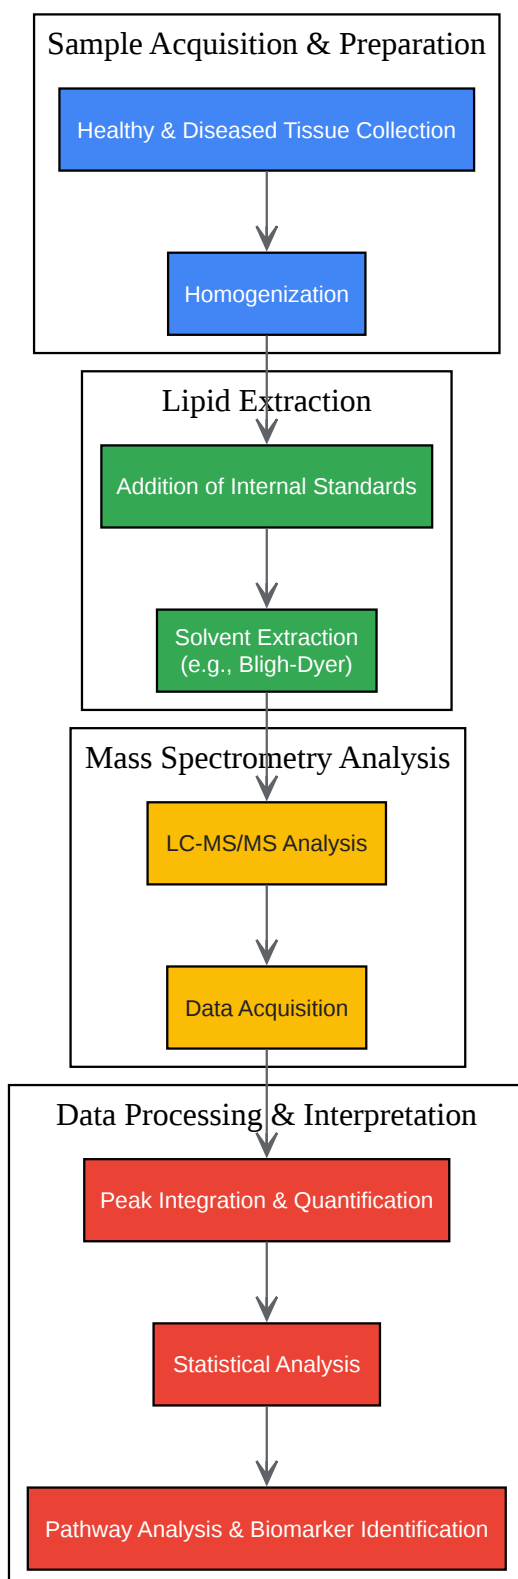 Sample Acquisition & Preparation
Healthy & Diseased Tissue Collection
Homogenization
Lipid Extraction
Addition of Internal Standards
Solvent Extraction
(e.g., Bligh-Dyer)
Mass Spectrometry Analysis
LC-MS/MS Analysis
Data Acquisition
Data Processing & Interpretation
Peak Integration & Quantification
Statistical Analysis
Pathway Analysis & Biomarker Identification